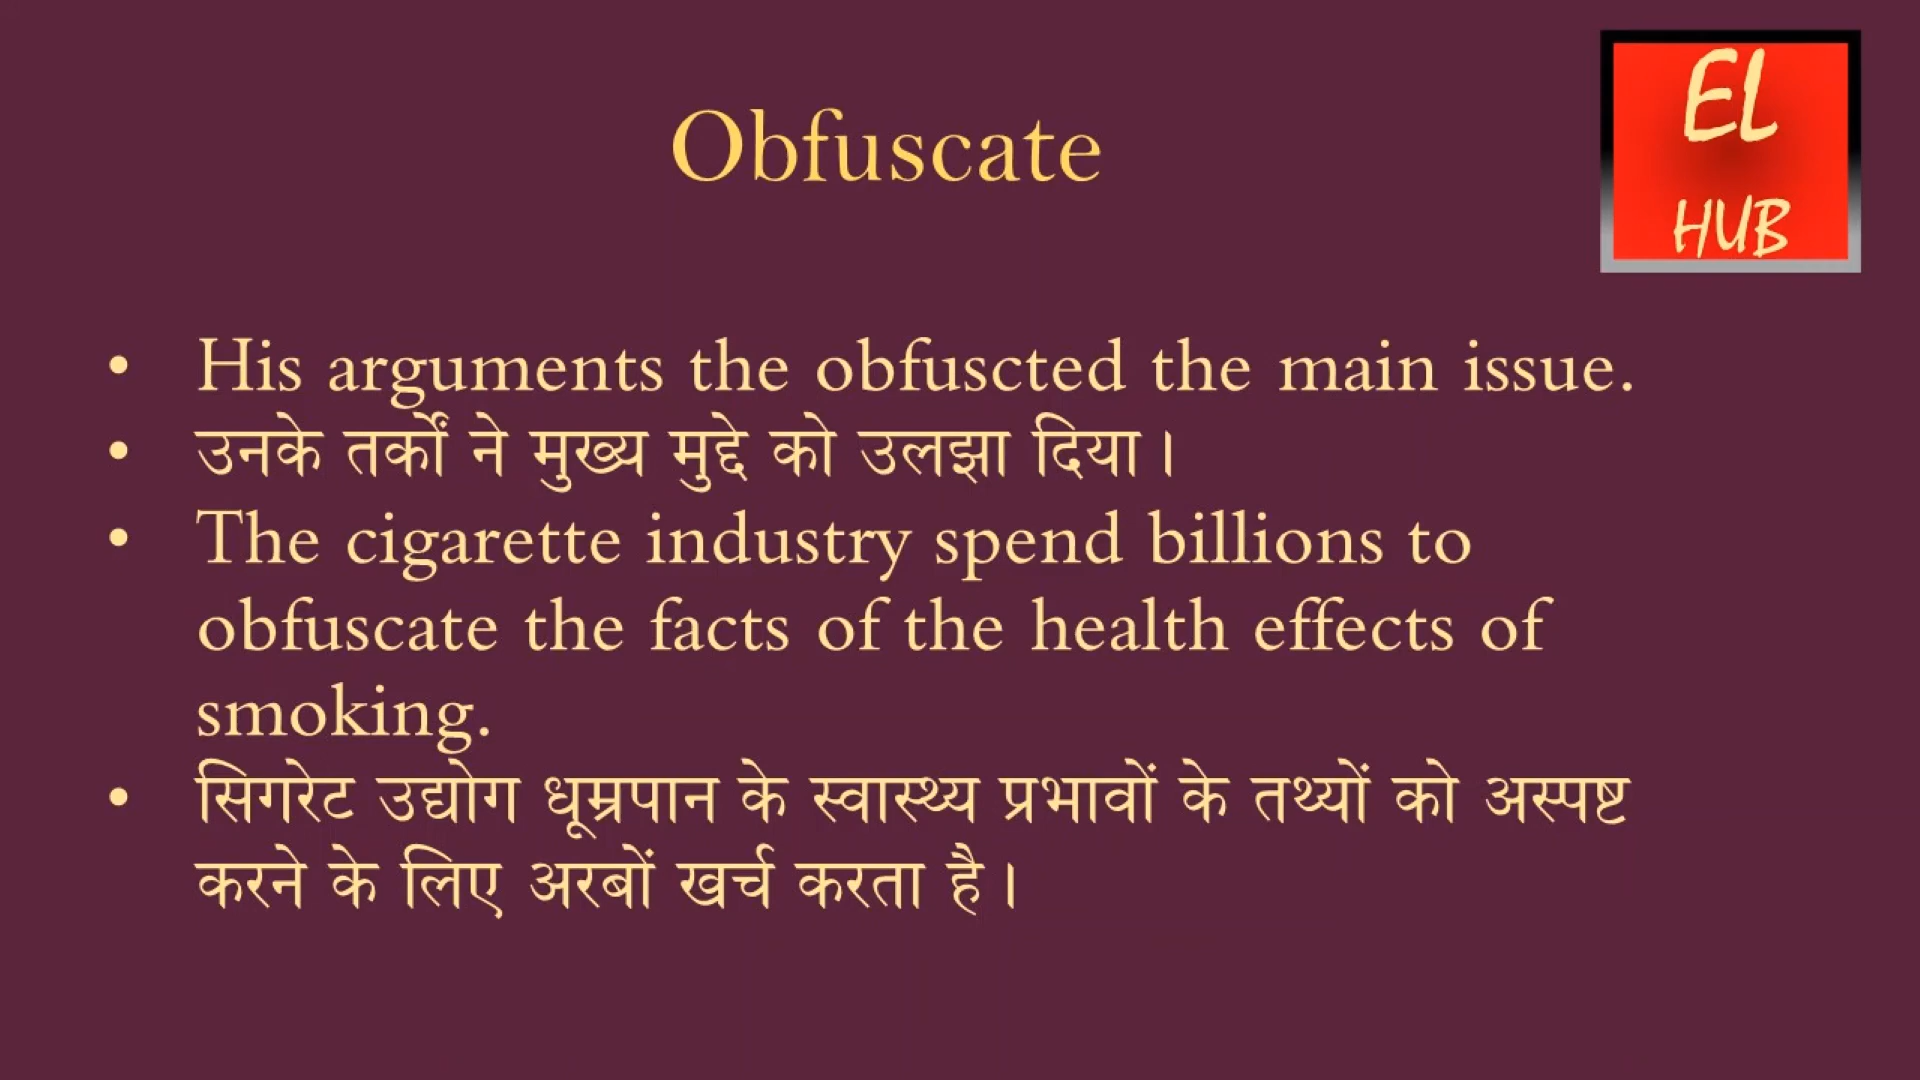 EL
HUB
Obfuscate
• His arguments the obfuscted the main issue.
• उनके तर्कों ने मुख्य मुद्दे को उलझा दिया।
• The cigarette industry spend billions to
obfuscate the facts of the health effects of
smoking.
• सिगरेट उद्योग धूम्रपान के स्वास्थ्य प्रभावों के तथ्यों को अस्पष्ट
करने के लिए अरबों खर्च करता है।